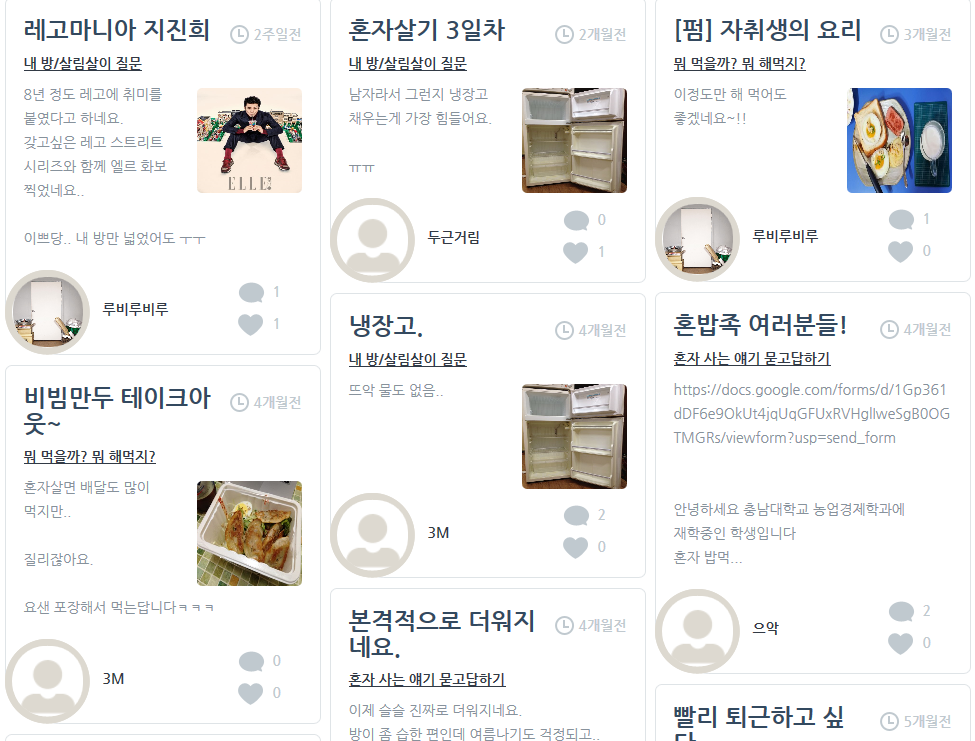 레고마니아 지진희
2주일전
내 방/살림살이 질문
8년 정도 레고에 취미를
붙였다고 하네요.
갖고싶은 레고 스트리트
시리즈와 함께 엘르 화보
찍었네요..
이쁘당.. 내 방만 넓었어도 ㅜㅜ
ELLE
루비루비루
1
1
비빔만두 테이크아
웃~
4개월전
뭐 먹을까? 뭐 해먹지?
혼자살면 배달도 많이
먹지만..
질리잖아요.
요샌 포장해서 먹는답니다ㅋㅋㅋ
3M
0
0
혼자살기 3일차
2개월전
내 방/살림살이 질문
남자라서 그런지 냉장고
채우는게 가장 힘들어요.
ㅠㅠ
두근거림
0
1
냉장고.
4개월전
내 방/살림살이 질문
뜨악 물도 없음..
3M
2
0
본격적으로 더워지
네요.
4개월전
혼자 사는 얘기 묻고답하기
이제 슬슬 진짜로 더워지네요.
방이 좀 습한 편인데 여름나기도 걱정되고..
[펌] 자취생의 요리
3개월전
뭐 먹을까? 뭐 해먹지?
이정도만 해 먹어도
좋겠네요~!!
루비루비루
1
0
혼밥족 여러분들!
4개월전
혼자 사는 얘기 묻고답하기
https://docs.google.com/forms/d/1Gp361
dDF6e9OkUt4jqUqGFUxRVHglIweSgB0OG
TMGRs/viewform?usp=send_form
안녕하세요 충남대학교 농업경제학과에
재학중인 학생입니다
혼자 밥먹...
으악
2
0
빨리 퇴근하고 싶
다
5개월전